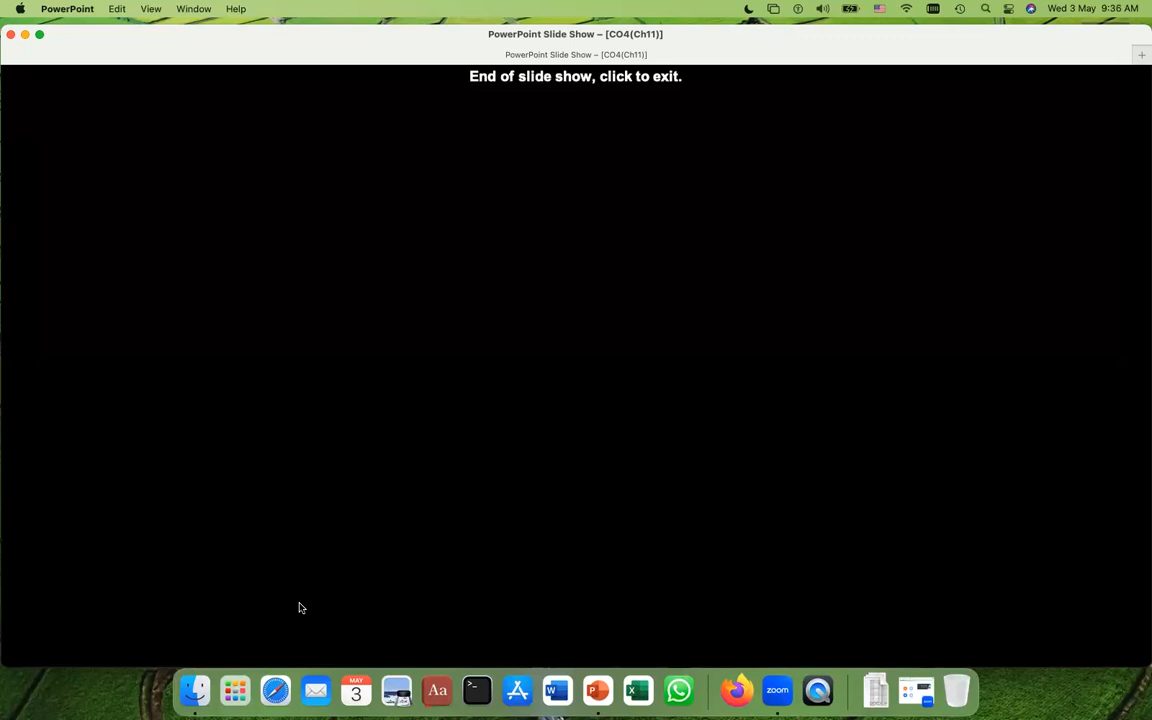 PowerPoint Edit View Window Help Wed 3 May 9:36 AM
PowerPoint Slide Show – [CO4(Ch11)]
PowerPoint Slide Show – [CO4(Ch11)]
End of slide show, click to exit.
MAY
3
Aa
>_
W
P
X
zoom